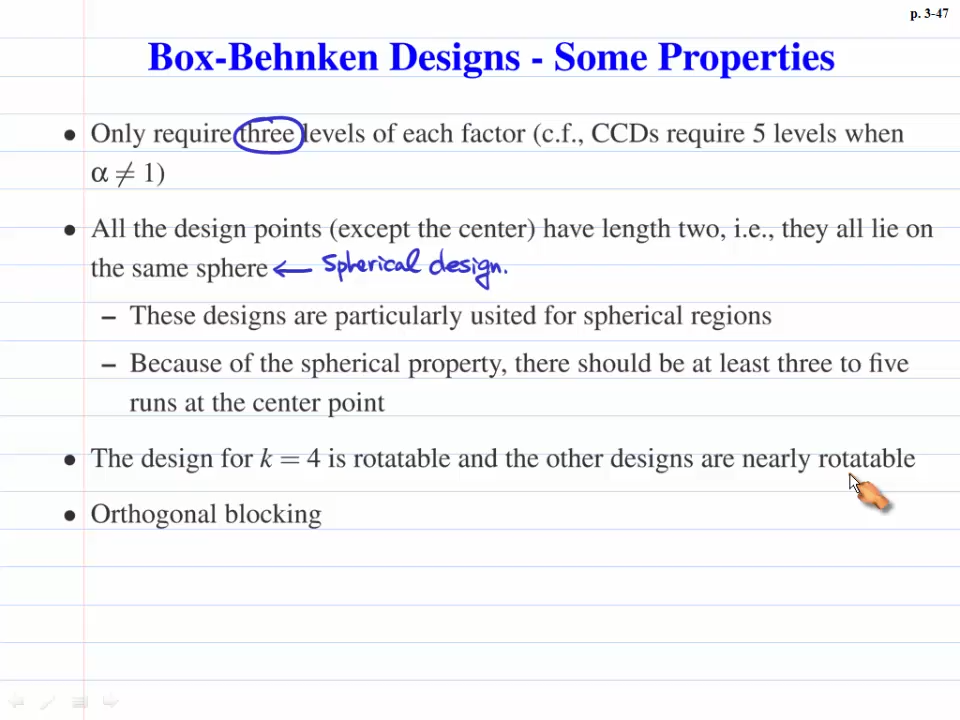 p. 3-47
Box-Behnken Designs - Some Properties
• Only require three levels of each factor (c.f., CCDs require 5 levels when
α ≠ 1)
• All the design points (except the center) have length two, i.e., they all lie on
the same sphere ← Spherical design.
– These designs are particularly usited for spherical regions
– Because of the spherical property, there should be at least three to five
runs at the center point
• The design for k = 4 is rotatable and the other designs are nearly rotatable
• Orthogonal blocking